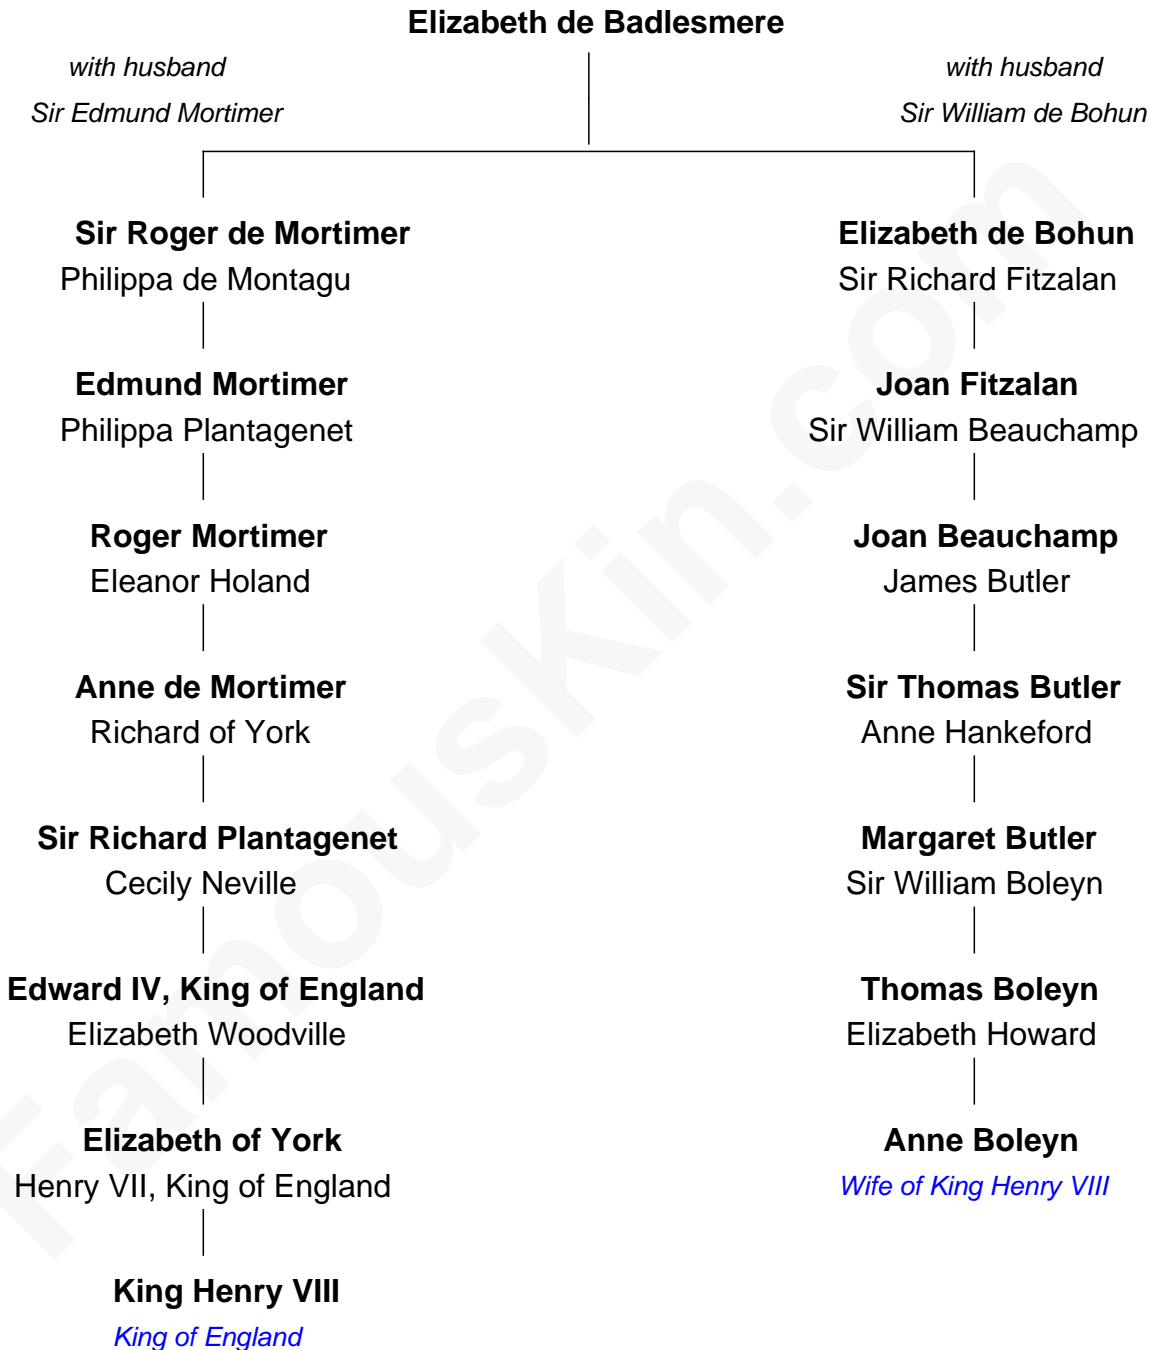 Elizabeth de Badlesmere
with husband
Sir Edmund Mortimer
with husband
Sir William de Bohun
Sir Roger de Mortimer
Philippa de Montagu
Edmund Mortimer
Philippa Plantagenet
Roger Mortimer
Eleanor Holand
Anne de Mortimer
Richard of York
Sir Richard Plantagenet
Cecily Neville
Edward IV, King of England
Elizabeth Woodville
Elizabeth of York
Henry VII, King of England
King Henry VIII
King of England
Elizabeth de Bohun
Sir Richard Fitzalan
Joan Fitzalan
Sir William Beauchamp
Joan Beauchamp
James Butler
Sir Thomas Butler
Anne Hankeford
Margaret Butler
Sir William Boleyn
Thomas Boleyn
Elizabeth Howard
Anne Boleyn
Wife of King Henry VIII
FamousKin.com